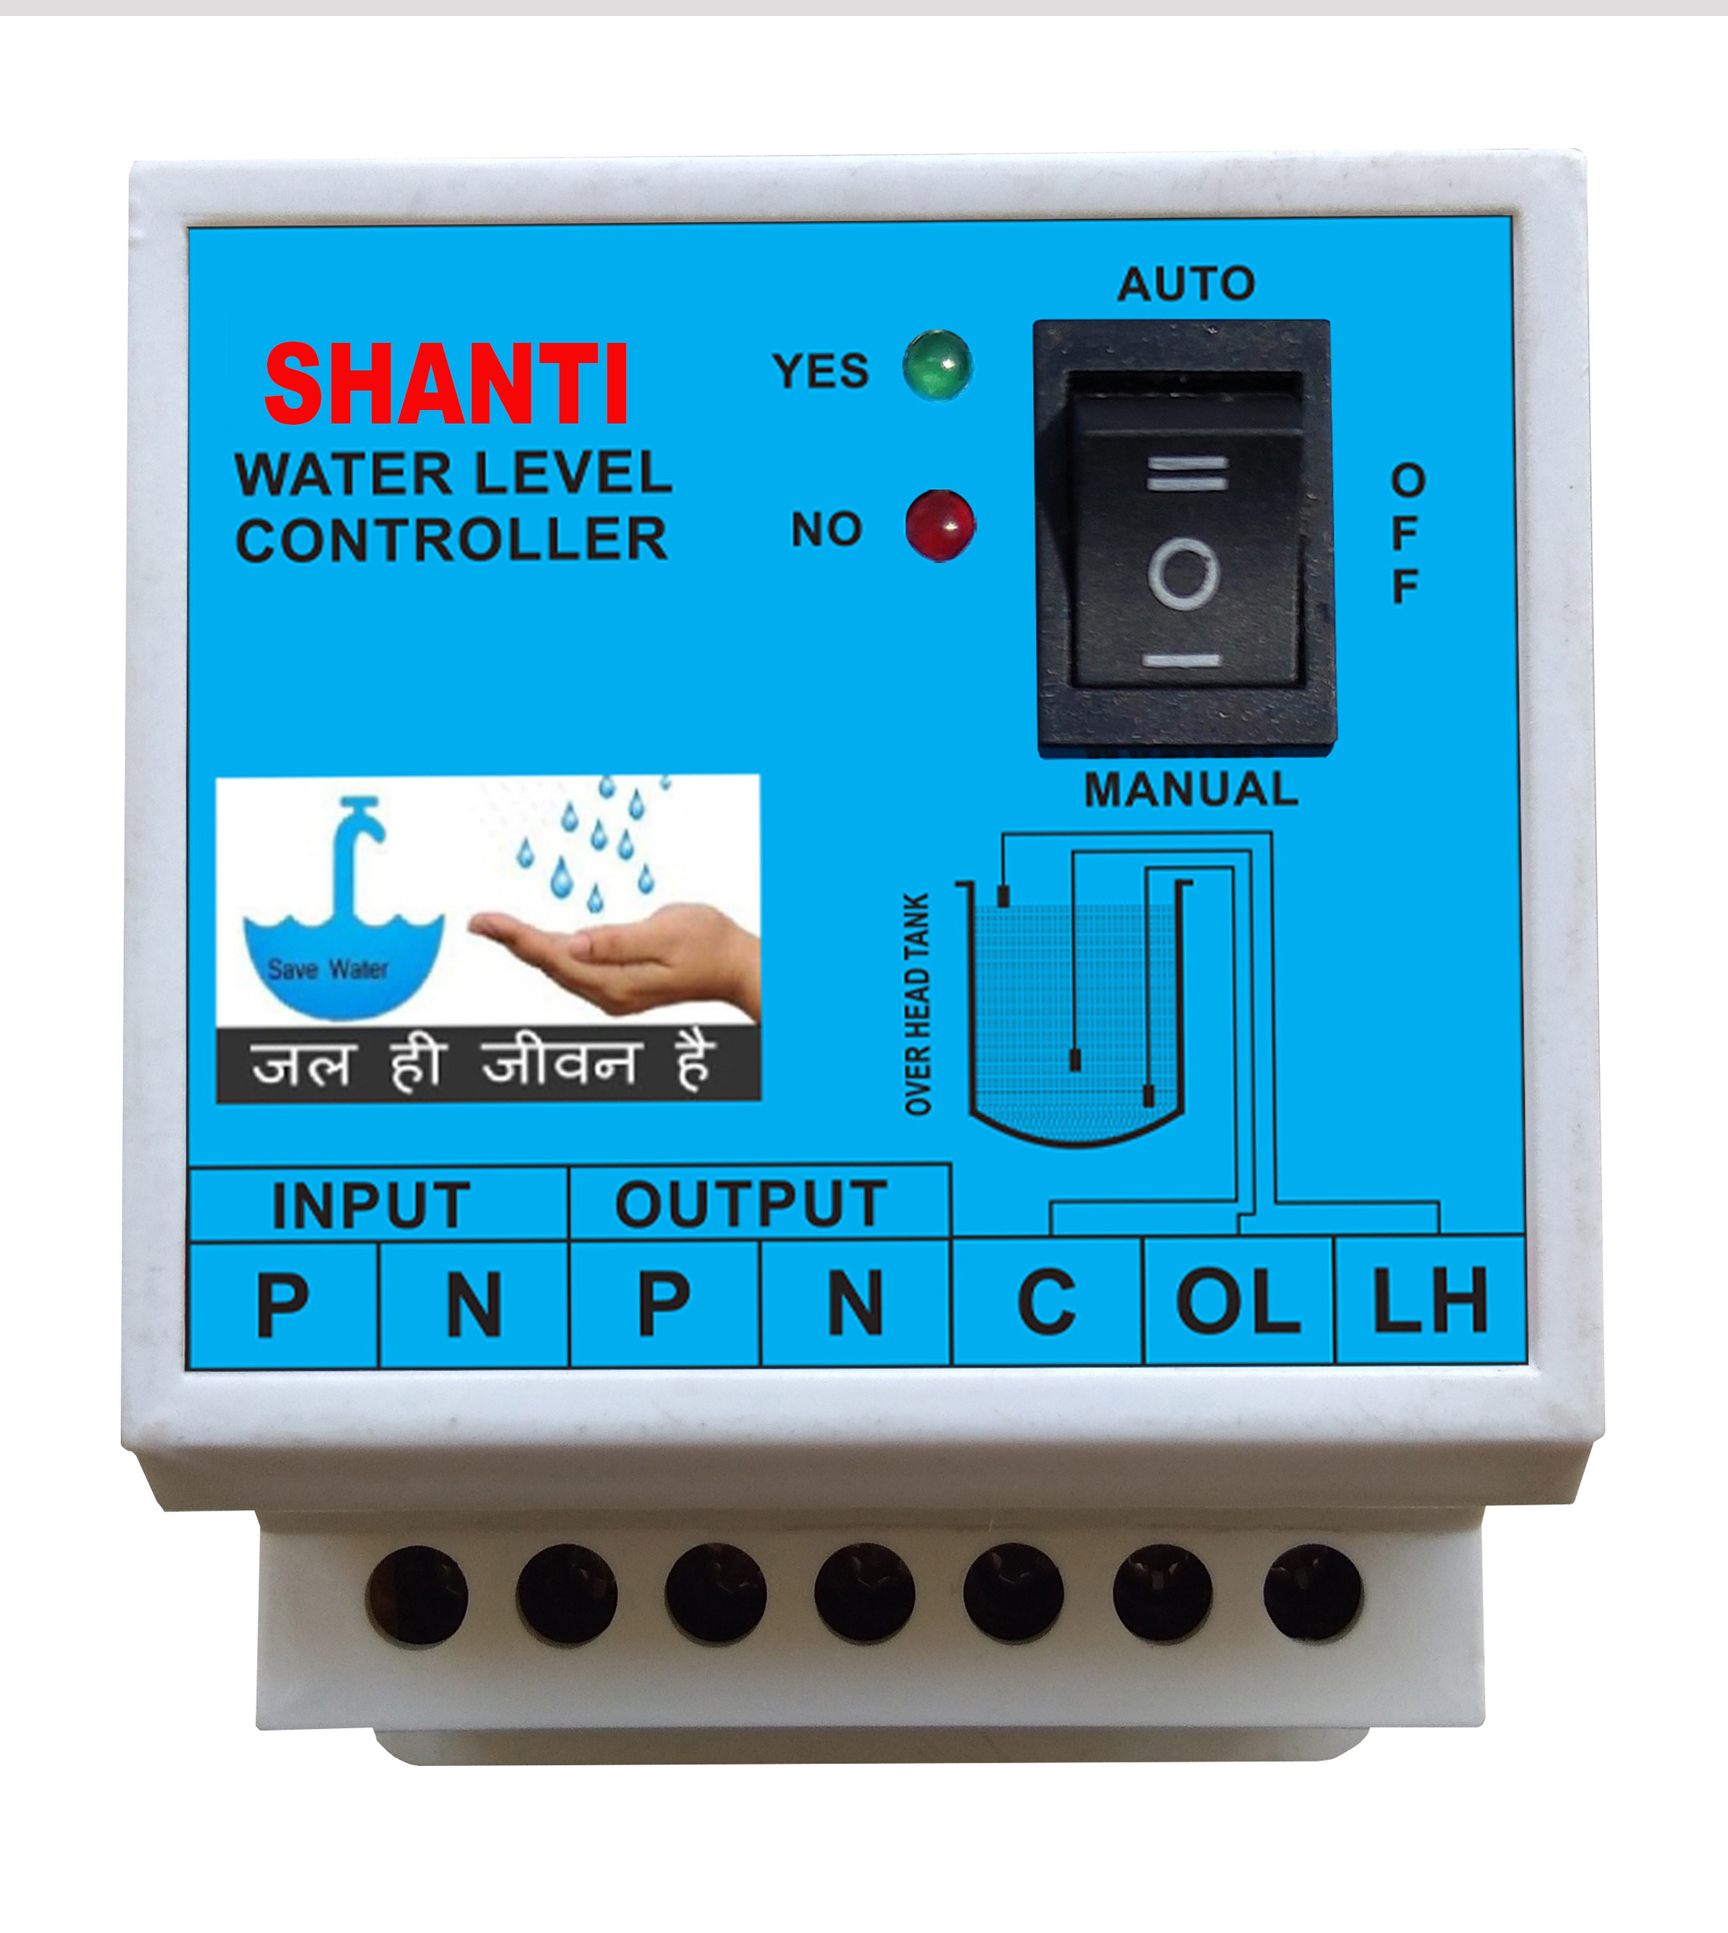 AUTO
SHANTI
YES
WATER LEVEL
NO
CONTROLLER
O
F
F
MANUAL
Save Water
जल ही जीवन है
OVER HEAD TANK
INPUT OUTPUT
P N P N C OL LH